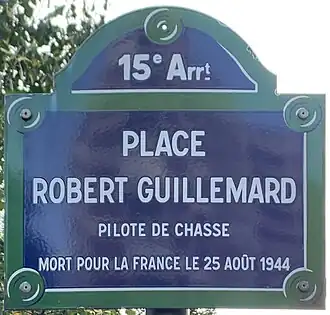 15e Arrt
PLACE
ROBERT GUILLEMARD
PILOTE DE CHASSE
MORT POUR LA FRANCE LE 25 AOÛT 1944